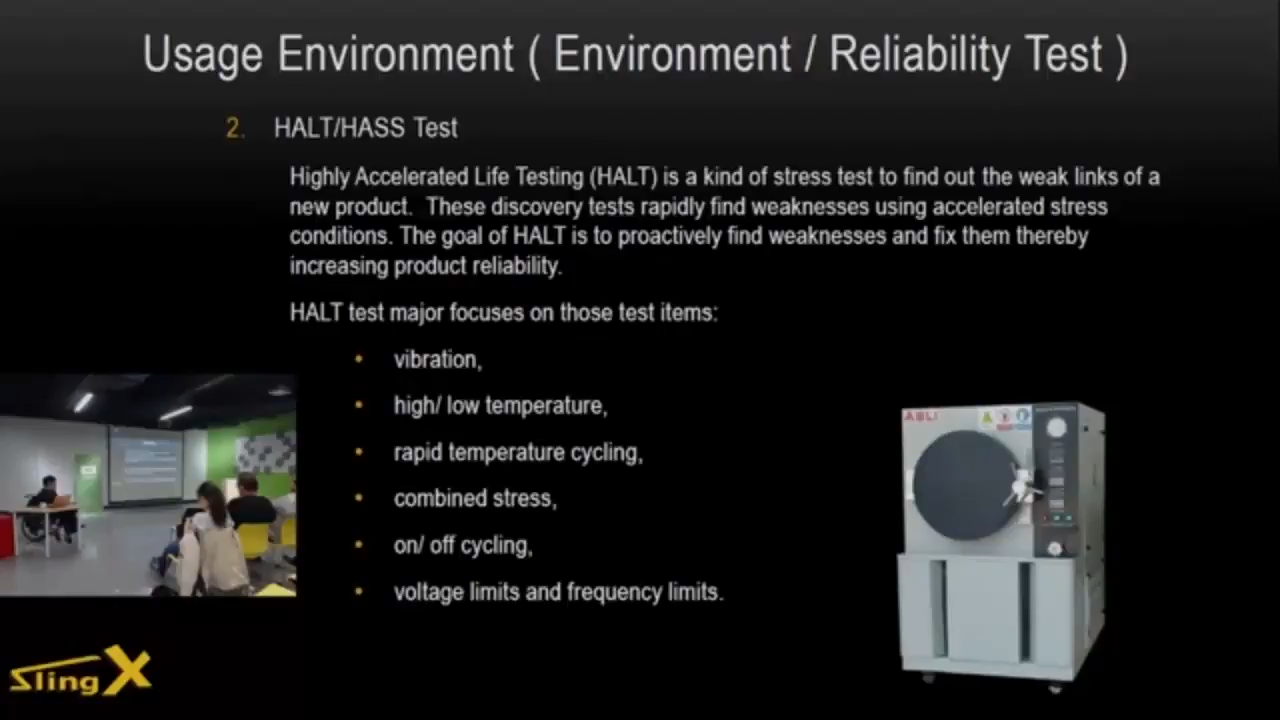 Usage Environment ( Environment / Reliability Test )
2. HALT/HASS Test
Highly Accelerated Life Testing (HALT) is a kind of stress test to find out the weak links of a
new product.  These discovery tests rapidly find weaknesses using accelerated stress
conditions. The goal of HALT is to proactively find weaknesses and fix them thereby
increasing product reliability.
HALT test major focuses on those test items:
• vibration,
• high/ low temperature,
• rapid temperature cycling,
• combined stress,
• on/ off cycling,
• voltage limits and frequency limits.
ASLI
SlingX